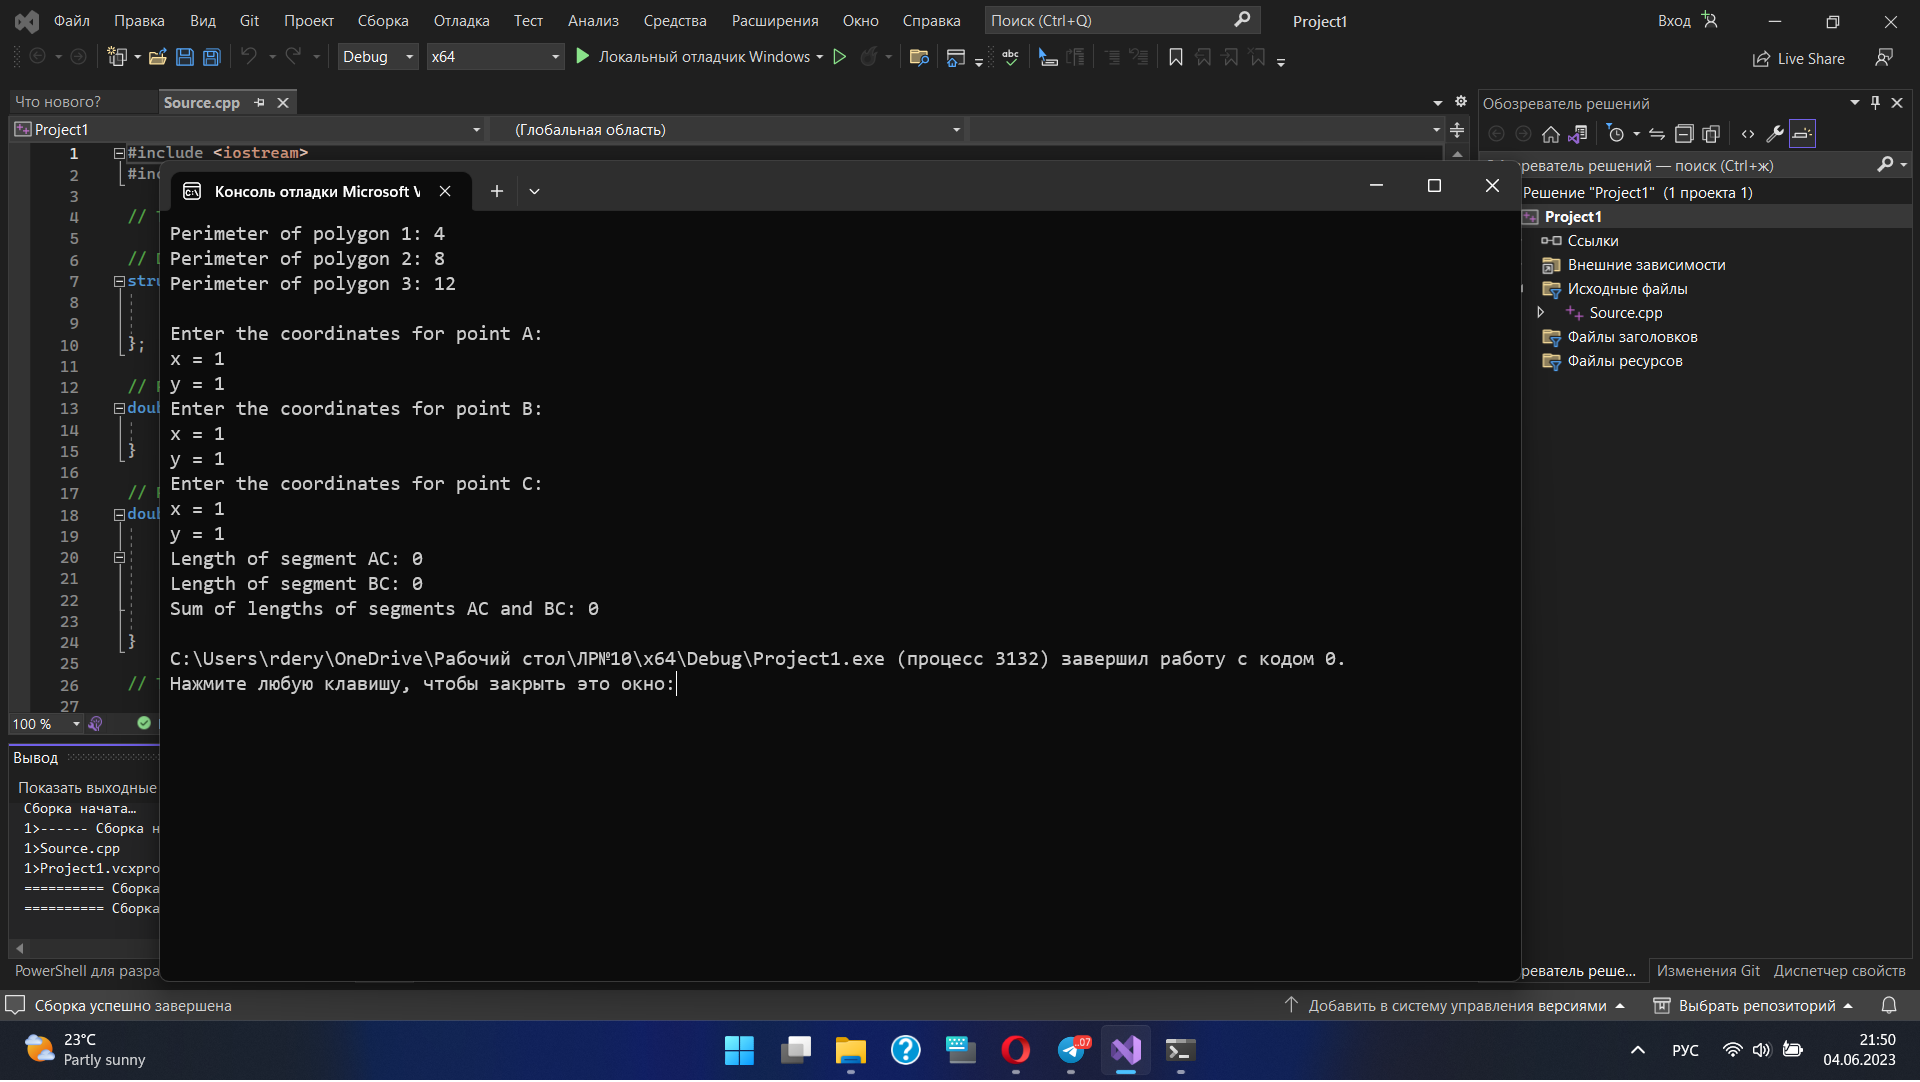 Файл Правка Вид Git Проект Сборка Отладка Тест Анализ Средства Расширения Окно Справка Поиск (Ctrl+Q) Project1 Вход
Debug x64 Локальный отладчик Windows Live Share
Что нового? Source.cpp
Project1 (Глобальная область)
1 #include <iostream>
2 #inc
3
4 //
5
6 //
7 stru
8
9
10 };
11
12 //
13 doub
14
15 }
16
17 //
18 doub
19
20
21
22
23
24 }
25
26 //
27
100 %
Консоль отладки Microsoft V
Perimeter of polygon 1: 4
Perimeter of polygon 2: 8
Perimeter of polygon 3: 12
Enter the coordinates for point A:
x = 1
y = 1
Enter the coordinates for point B:
x = 1
y = 1
Enter the coordinates for point C:
x = 1
y = 1
Length of segment AC: 0
Length of segment BC: 0
Sum of lengths of segments AC and BC: 0
C:\Users\rdery\OneDrive\Рабочий стол\ЛР№10\x64\Debug\Project1.exe (процесс 3132) завершил работу с кодом 0.
Нажмите любую клавишу, чтобы закрыть это окно:
Обозреватель решений
реватель решений — поиск (Ctrl+ж)
Решение "Project1" (1 проекта 1)
Project1
Ссылки
Внешние зависимости
Исходные файлы
Source.cpp
Файлы заголовков
Файлы ресурсов
Вывод
Показать выходные
Сборка начата…
1>------ Сборка н
1>Source.cpp
1>Project1.vcxpro
========== Сборка
========== Сборка
PowerShell для разра
реватель реше... Изменения Git Диспетчер свойств
Сборка успешно завершена Добавить в систему управления версиями Выбрать репозиторий
23°C
Partly sunny
РУС
21:50
04.06.2023